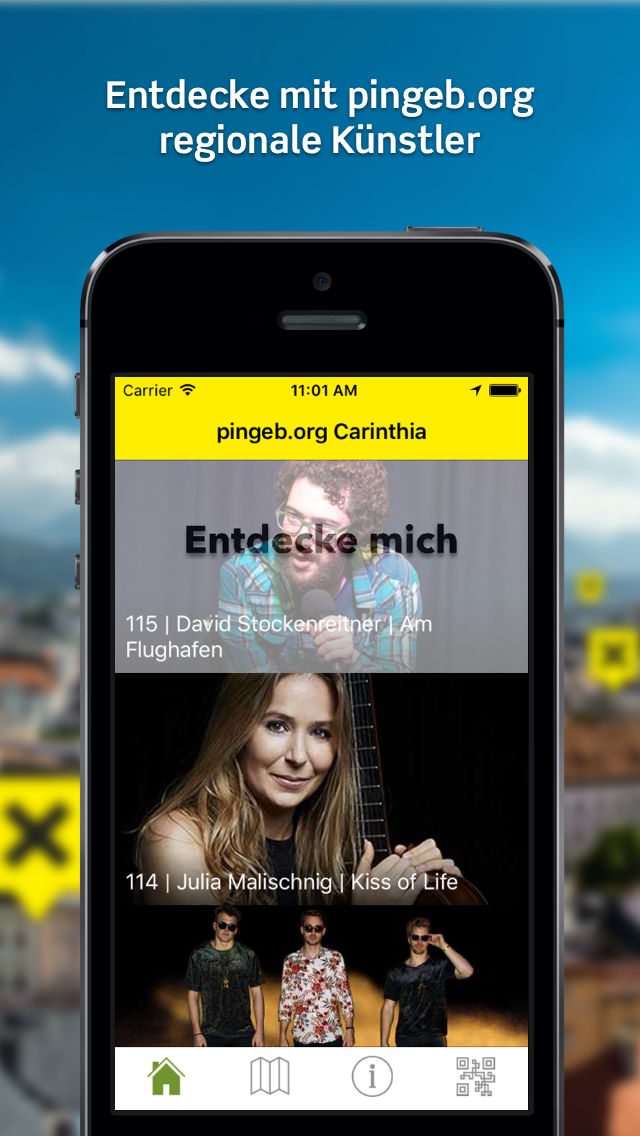 Entdecke mit pingeb.org
regionale Künstler
Carrier 11:01 AM
pingeb.org Carinthia
Entdecke mich
115 | David Stockenreitner | Am
Flughafen
114 | Julia Malischnig | Kiss of Life